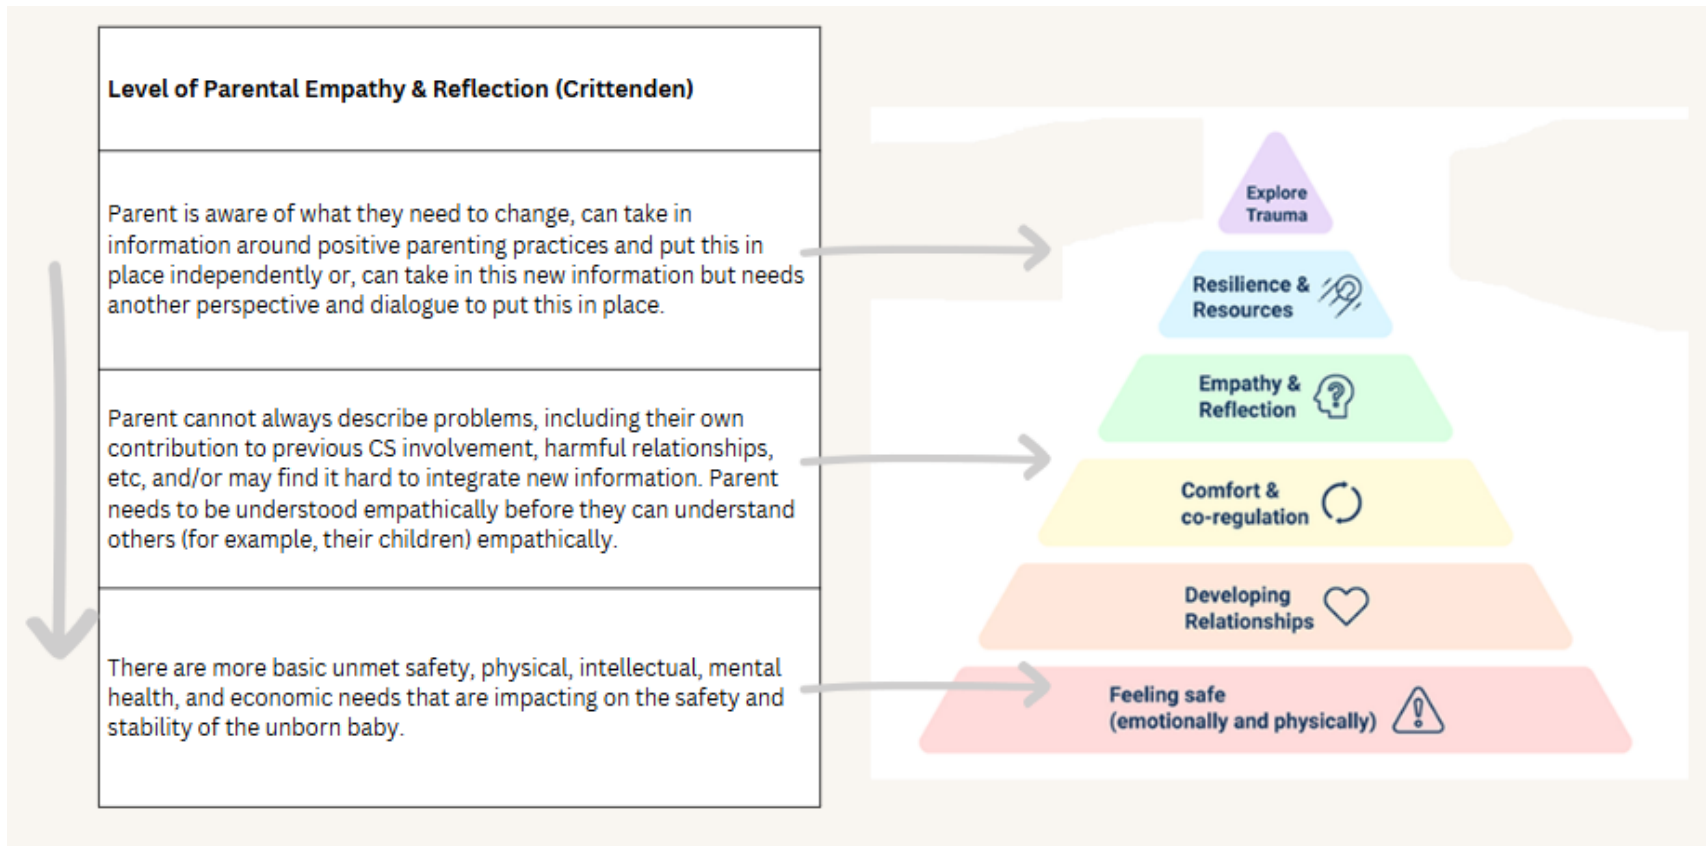 Level of Parental Empathy & Reflection (Crittenden)
Parent is aware of what they need to change, can take in
information around positive parenting practices and put this in
place independently or, can take in this new information but needs
another perspective and dialogue to put this in place.
Parent cannot always describe problems, including their own
contribution to previous CS involvement, harmful relationships,
etc, and/or may find it hard to integrate new information. Parent
needs to be understood empathically before they can understand
others (for example, their children) empathically.
There are more basic unmet safety, physical, intellectual, mental
health, and economic needs that are impacting on the safety and
stability of the unborn baby.
Explore
Trauma
Resilience &
Resources
Empathy &
Reflection
Comfort &
co-regulation
Developing
Relationships
Feeling safe
(emotionally and physically)